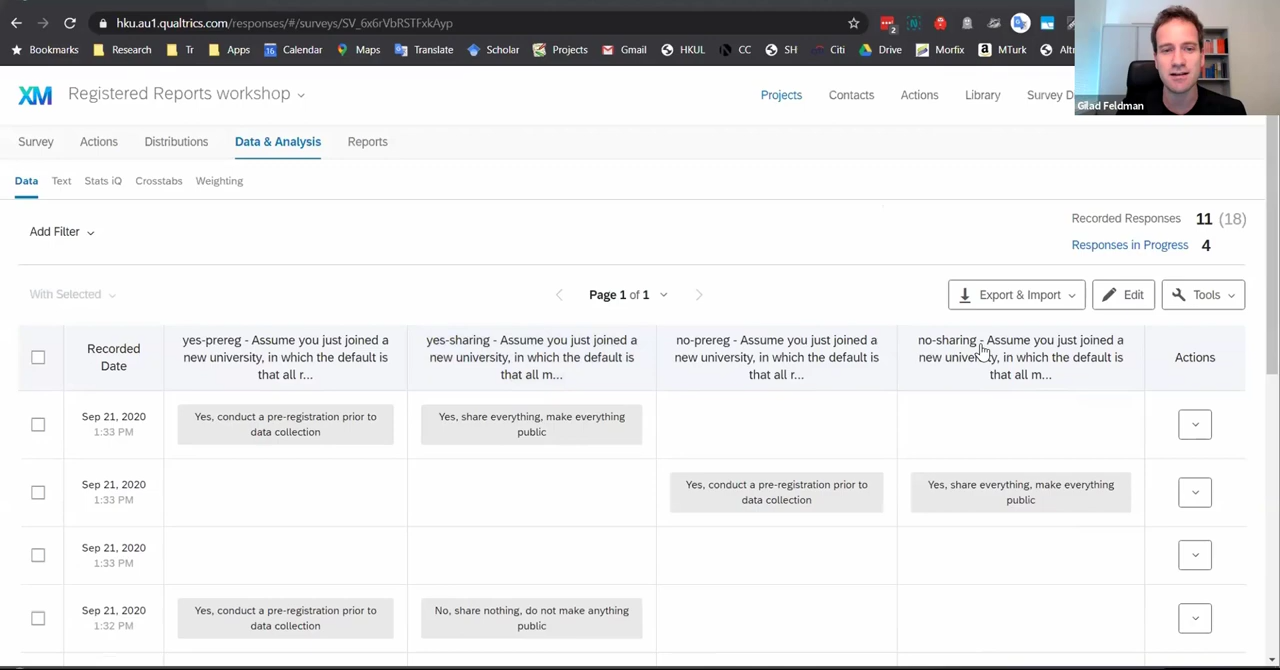 hku.au1.qualtrics.com/responses/#/surveys/SV_6x6rVbRSTFxkAyp
2
Bookmarks Research Tr Apps 16 Calendar Maps Translate Scholar Projects Gmail HKUL CC SH Citi Drive Morfix a MTurk
Gilad Feldman
XM Registered Reports workshop
Projects Contacts Actions Library Survey D
Survey Actions Distributions Data & Analysis Reports
Data Text Stats iQ Crosstabs Weighting
Recorded Responses 11 (18)
Add Filter
Responses in Progress 4
With Selected
Page 1 of 1
Export & Import Edit Tools
Recorded
Date
yes-prereg - Assume you just joined a
new university, in which the default is
that all r...
yes-sharing - Assume you just joined a
new university, in which the default is
that all m...
no-prereg - Assume you just joined a
new university, in which the default is
that all r...
no-sharing - Assume you just joined a
new university, in which the default is
that all m...
Actions
Sep 21, 2020
1:33 PM
Yes, conduct a pre-registration prior to
data collection
Yes, share everything, make everything
public
Sep 21, 2020
1:33 PM
Yes, conduct a pre-registration prior to
data collection
Yes, share everything, make everything
public
Sep 21, 2020
1:33 PM
Sep 21, 2020
1:32 PM
Yes, conduct a pre-registration prior to
data collection
No, share nothing, do not make anything
public